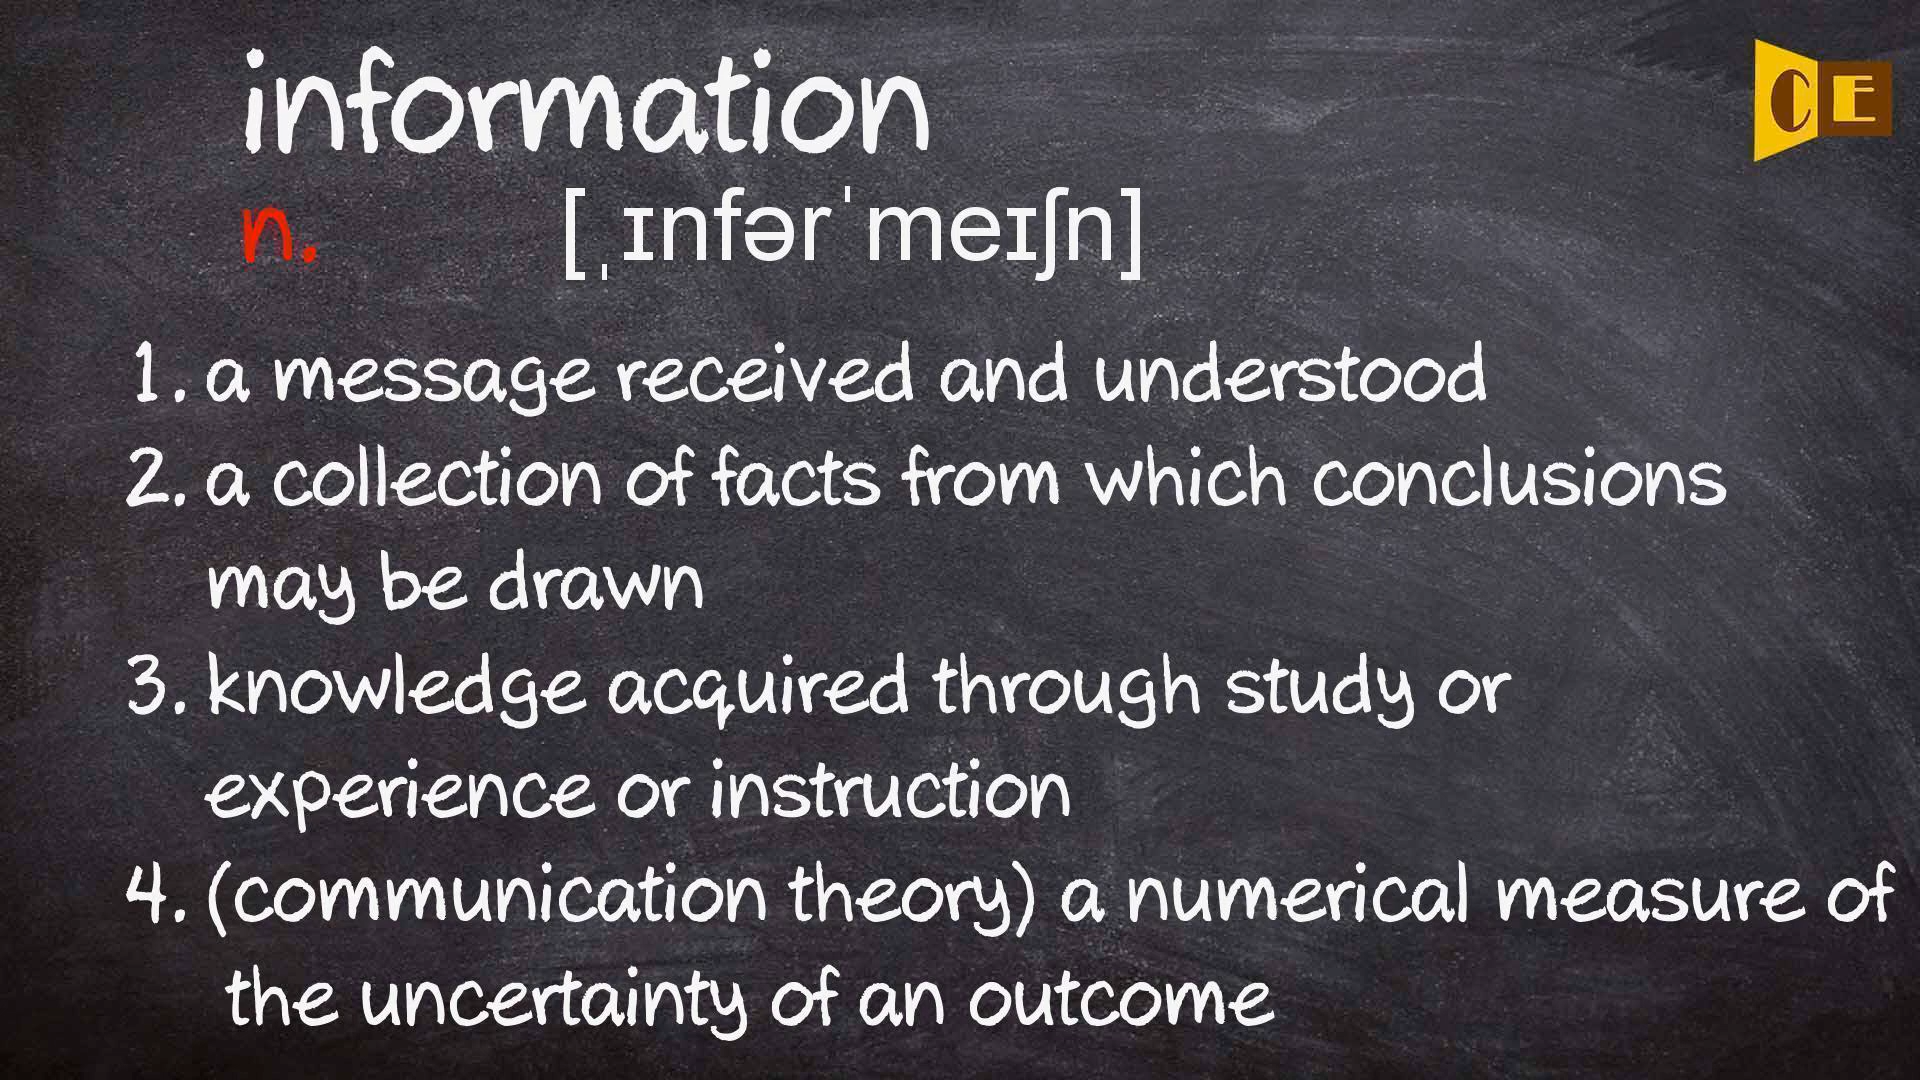 information
CE
n. [ˌɪnfərˈmeɪʃn]
1. a message received and understood
2. a collection of facts from which conclusions
may be drawn
3. knowledge acquired through study or
experience or instruction
4. (communication theory) a numerical measure of
the uncertainty of an outcome